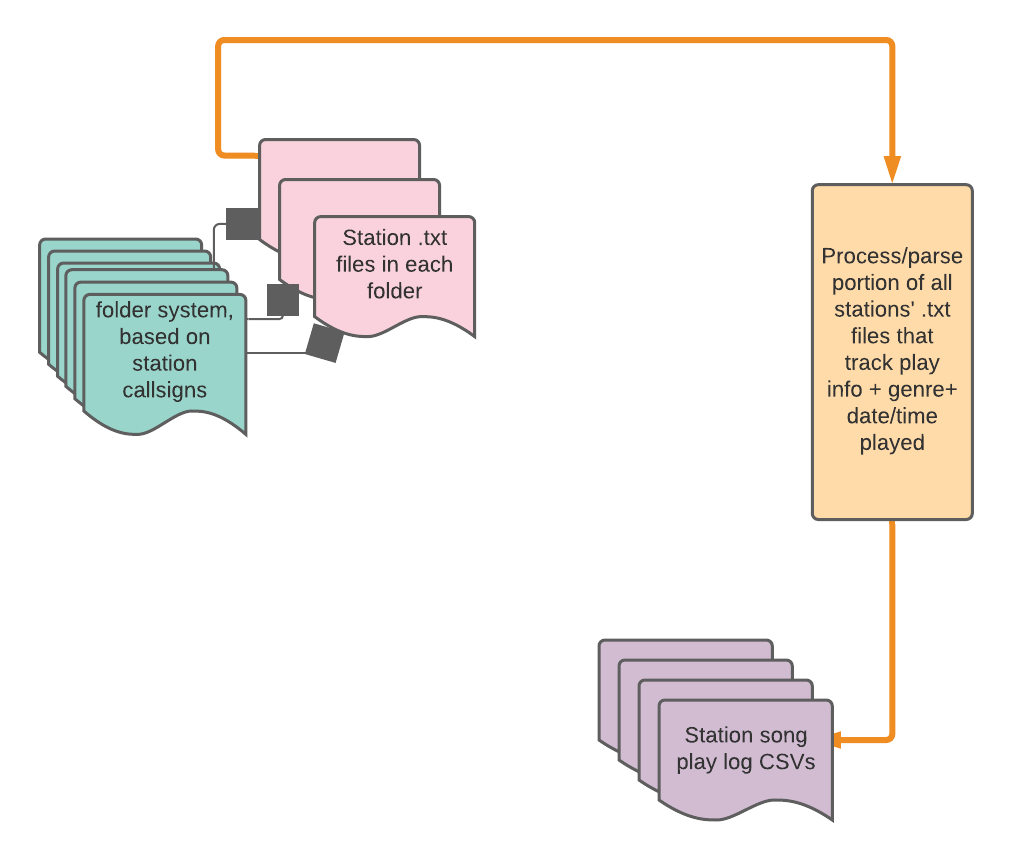 Station .txt
files in each
folder
folder system,
based on
station
callsigns
Process/parse
portion of all
stations' .txt
files that
track play
info + genre+
date/time
played
Station song
play log CSVs